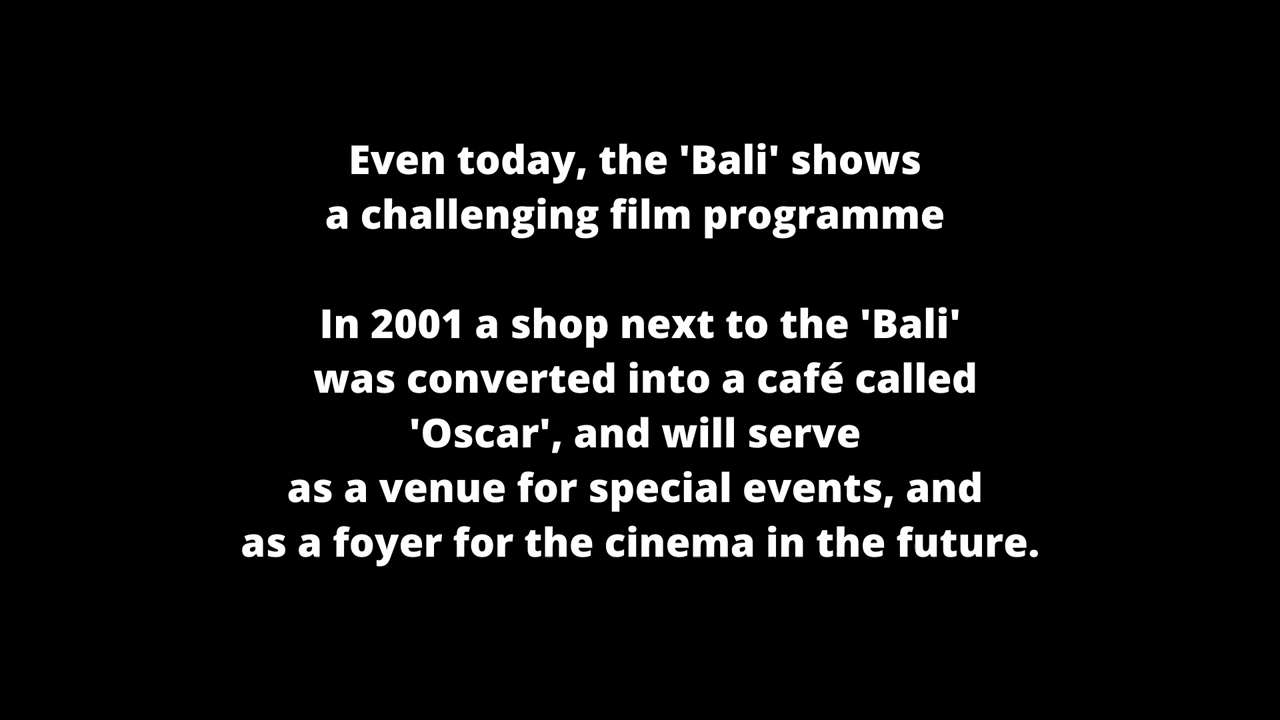 Even today, the 'Bali' shows
a challenging film programme
In 2001 a shop next to the 'Bali'
was converted into a café called
'Oscar', and will serve
as a venue for special events, and
as a foyer for the cinema in the future.